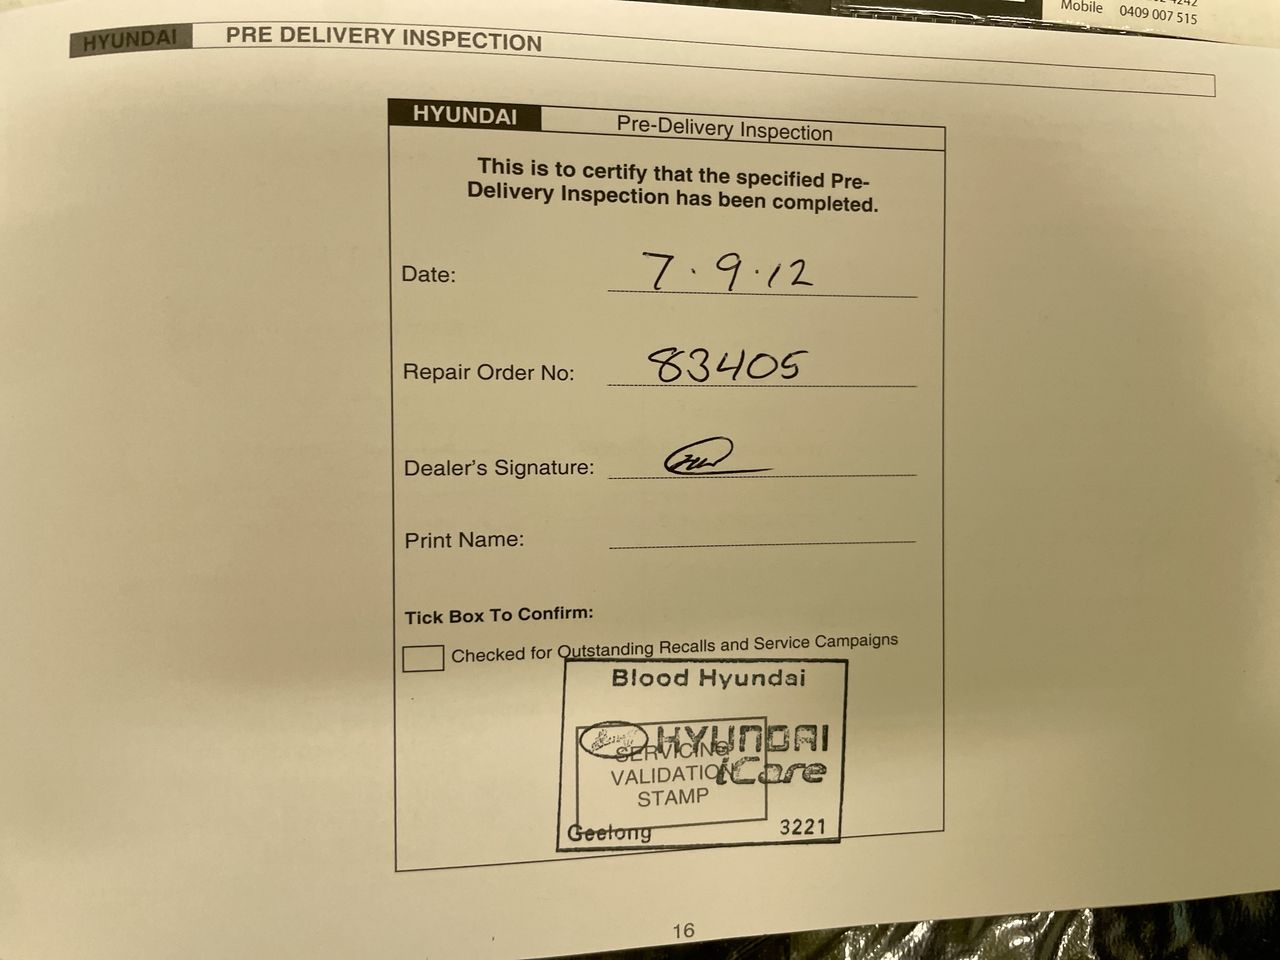 4242
Mobile 0409 007 515
HYUNDAI PRE DELIVERY INSPECTION
HYUNDAI Pre-Delivery Inspection
This is to certify that the specified Pre-
Delivery Inspection has been completed.
Date: 7.9.12
Repair Order No: 83405
Dealer's Signature:
Print Name:
Tick Box To Confirm:
Checked for Outstanding Recalls and Service Campaigns
Blood Hyundai
HYUNDAI
iCare
SERVICING
VALIDATION
STAMP
Geelong 3221
16